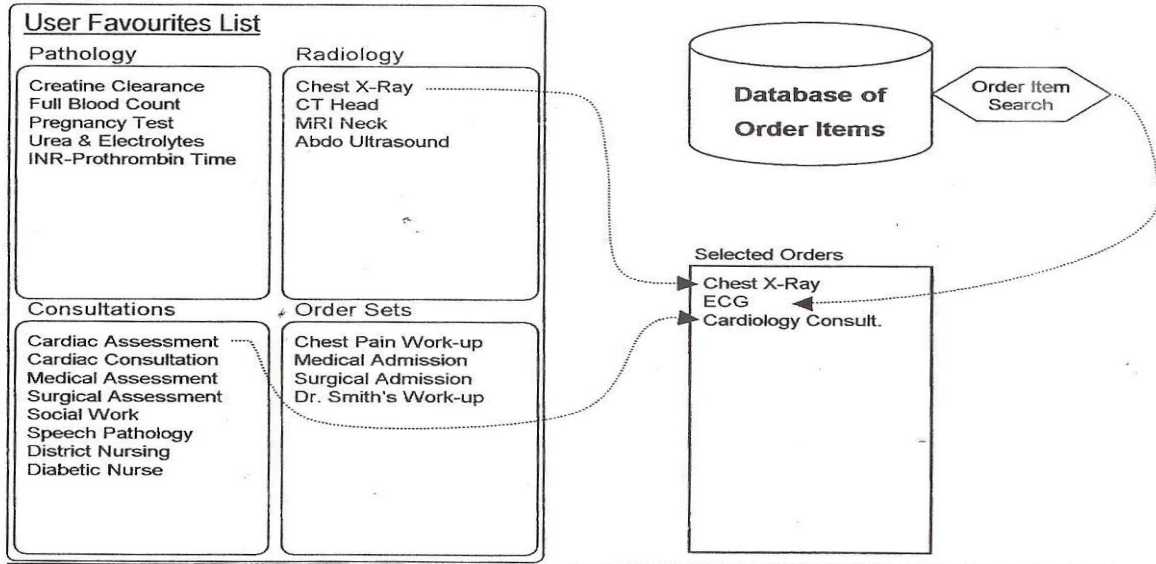 User Favourites List
Pathology
Creatine Clearance
Full Blood Count
Pregnancy Test
Urea & Electrolytes
INR-Prothrombin Time
Radiology
Chest X-Ray
CT Head
MRI Neck
Abdo Ultrasound
Consultations
Cardiac Assessment
Cardiac Consultation
Medical Assessment
Surgical Assessment
Social Work
Speech Pathology
District Nursing
Diabetic Nurse
Order Sets
Chest Pain Work-up
Medical Admission
Surgical Admission
Dr. Smith's Work-up
Database of
Order Items
Order Item
Search
Selected Orders
Chest X-Ray
ECG
Cardiology Consult.